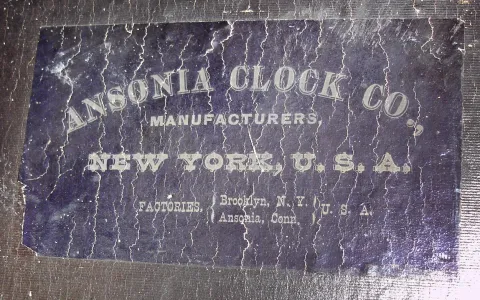 ANSONIA CLOCK CO.,
MANUFACTURERS,
NEW YORK, U. S. A.
FACTORIES, { Brooklyn, N. Y. } U. S. A.
Ansonia, Conn.